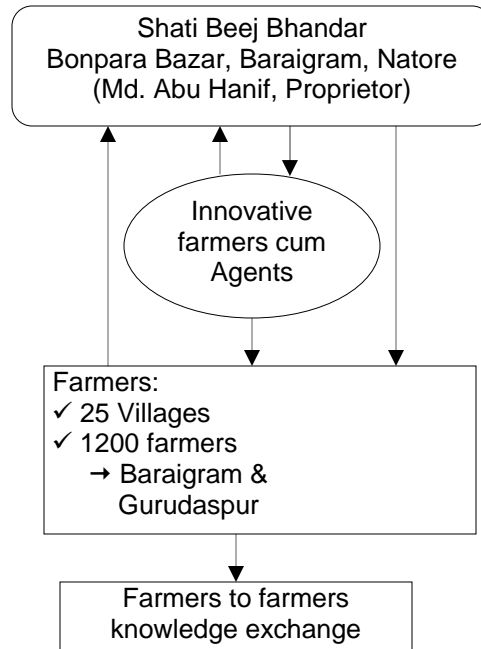 Shati Beej Bhandar
Bonpara Bazar, Baraigram, Natore
(Md. Abu Hanif, Proprietor)
Innovative
farmers cum
Agents
Farmers:
✓ 25 Villages
✓ 1200 farmers
→ Baraigram &
Gurudaspur
Farmers to farmers
knowledge exchange